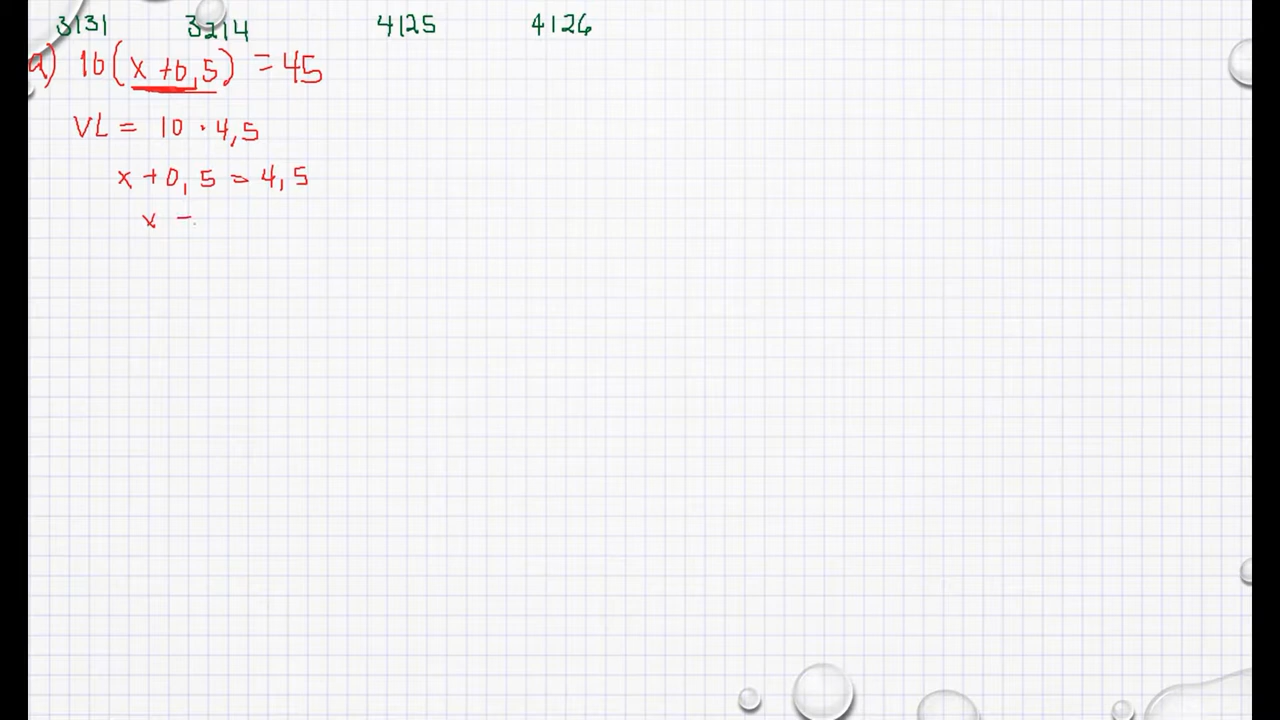 3131 3214 4125 4126
a) 10(x+0,5) = 45
VL = 10 · 4,5
x + 0,5 = 4,5
x =